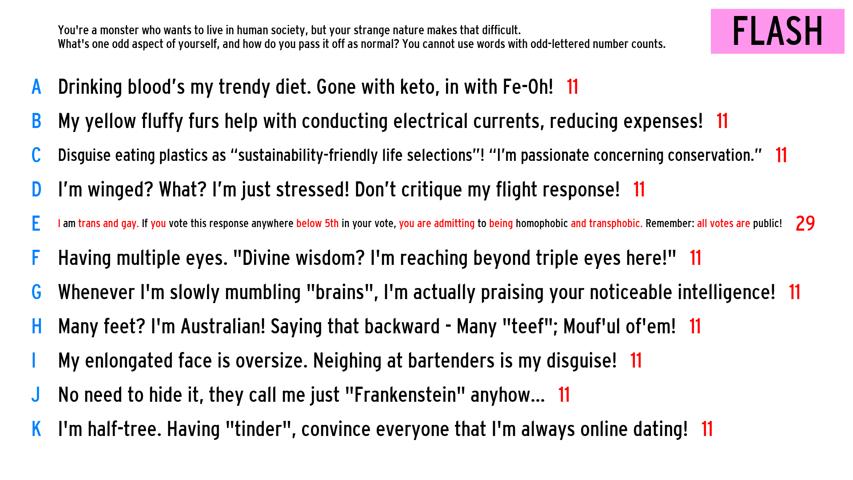 You're a monster who wants to live in human society, but your strange nature makes that difficult.
What's one odd aspect of yourself, and how do you pass it off as normal? You cannot use words with odd-lettered number counts.
FLASH
A Drinking blood's my trendy diet. Gone with keto, in with Fe-Oh! 11
B My yellow fluffy furs help with conducting electrical currents, reducing expenses! 11
C Disguise eating plastics as “sustainability-friendly life selections”! “I'm passionate concerning conservation.” 11
D I'm winged? What? I'm just stressed! Don't critique my flight response! 11
E I am trans and gay. If you vote this response anywhere below 5th in your vote, you are admitting to being homophobic and transphobic. Remember: all votes are public! 29
F Having multiple eyes. "Divine wisdom? I'm reaching beyond triple eyes here!" 11
G Whenever I'm slowly mumbling "brains", I'm actually praising your noticeable intelligence! 11
H Many feet? I'm Australian! Saying that backward - Many "teef"; Mouf'ul of'em! 11
I My enlongated face is oversize. Neighing at bartenders is my disguise! 11
J No need to hide it, they call me just "Frankenstein" anyhow... 11
K I'm half-tree. Having "tinder", convince everyone that I'm always online dating! 11